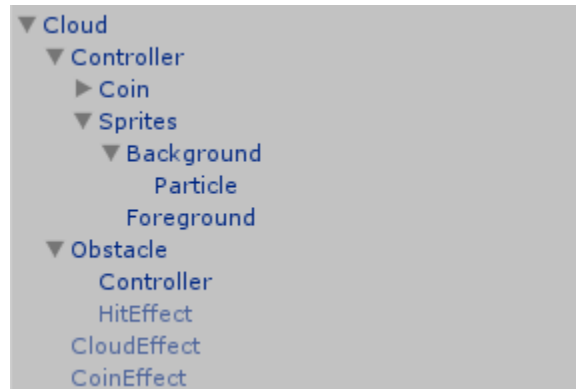 Cloud
Controller
Coin
Sprites
Background
Particle
Foreground
Obstacle
Controller
HitEffect
CloudEffect
CoinEffect